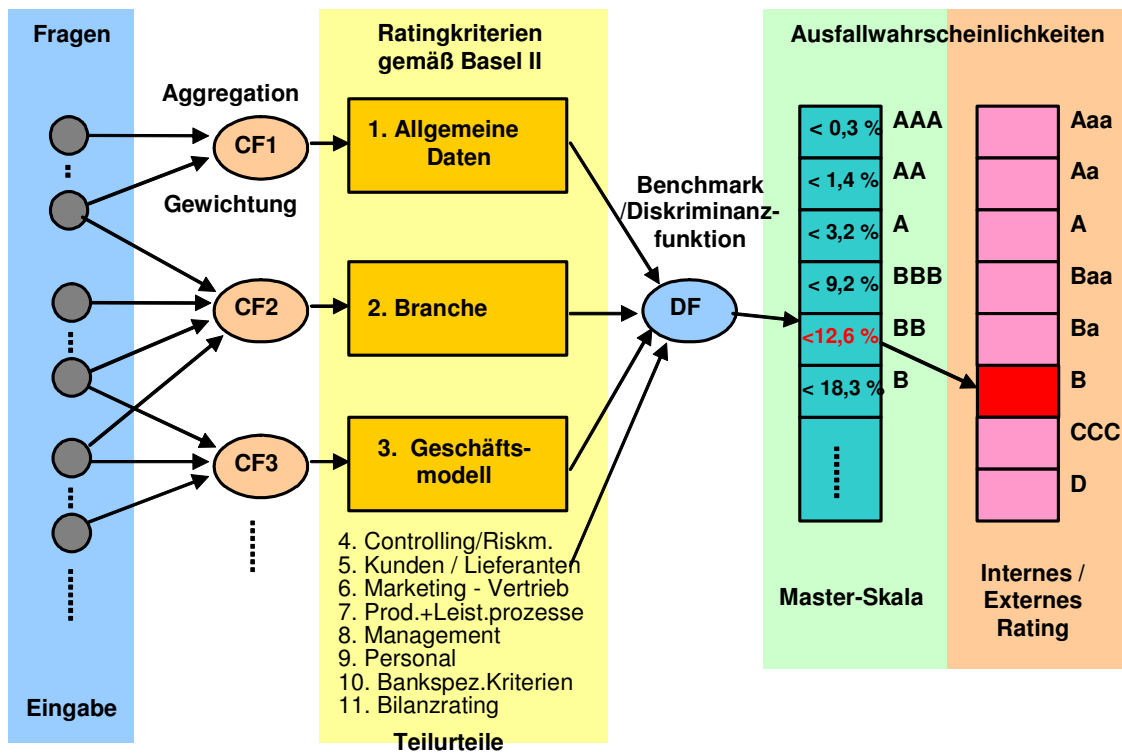 Fragen
Eingabe
Aggregation
CF1
Gewichtung
CF2
CF3
Ratingkriterien
gemäß Basel II
1. Allgemeine
Daten
2. Branche
3. Geschäfts-
modell
4. Controlling/Riskm.
5. Kunden / Lieferanten
6. Marketing - Vertrieb
7. Prod.+Leist.prozesse
8. Management
9. Personal
10. Bankspez.Kriterien
11. Bilanzrating
Teilurteile
Benchmark
/Diskriminanz-
funktion
DF
Ausfallwahrscheinlichkeiten
< 0,3 % AAA
< 1,4 % AA
< 3,2 % A
< 9,2 % BBB
<12,6 % BB
< 18,3 % B
Master-Skala
Aaa
Aa
A
Baa
Ba
B
CCC
D
Internes /
Externes
Rating